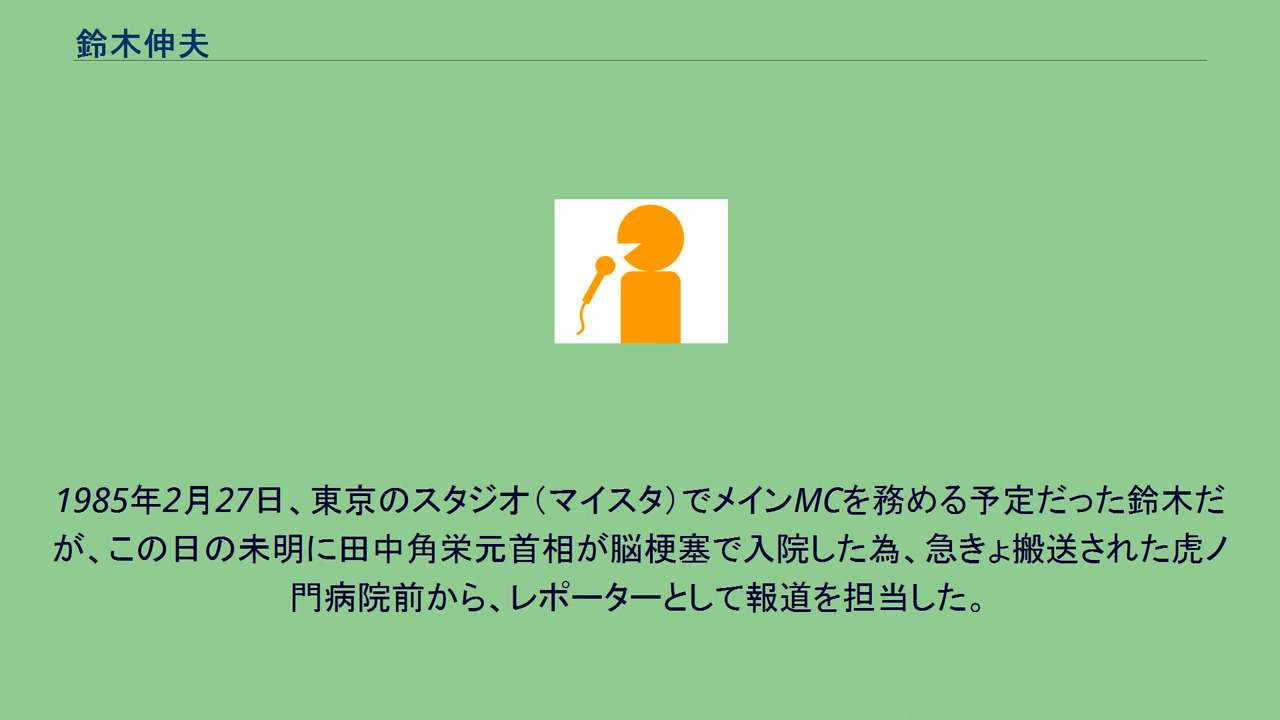 鈴木伸夫
1985年2月27日、東京のスタジオ（マイスタ）でメインMCを務める予定だった鈴木だ
が、この日の未明に田中角栄元首相が脳梗塞で入院した為、急きょ搬送された虎ノ
門病院前から、レポーターとして報道を担当した。